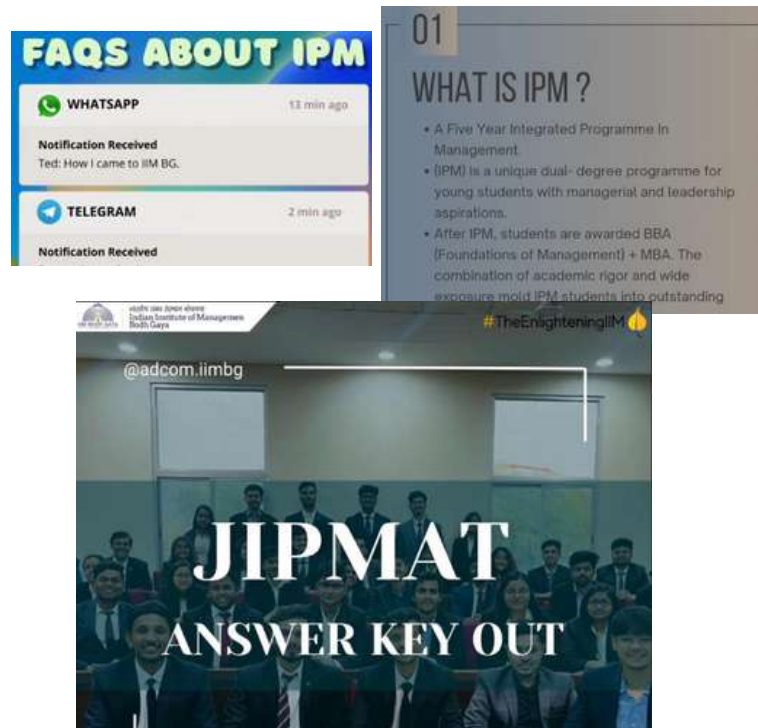 FAQS ABOUT IPM
WHATSAPP
13 min ago
Notification Received
Ted: How I came to IIM BG.
TELEGRAM
2 min ago
Notification Received
01
WHAT IS IPM ?
• A Five Year Integrated Programme In
Management.
• (IPM) is a unique dual- degree programme for
young students with managerial and leadership
aspirations.
• After IPM, students are awarded BBA
(Foundations of Management) + MBA. The
combination of academic rigor and wide
exposure mold IPM students into outstanding
Indian Institute of Managemen
Bodh Gaya
#TheEnlighteningIIM
@adcom.iimbg
JIPMAT
ANSWER KEY OUT